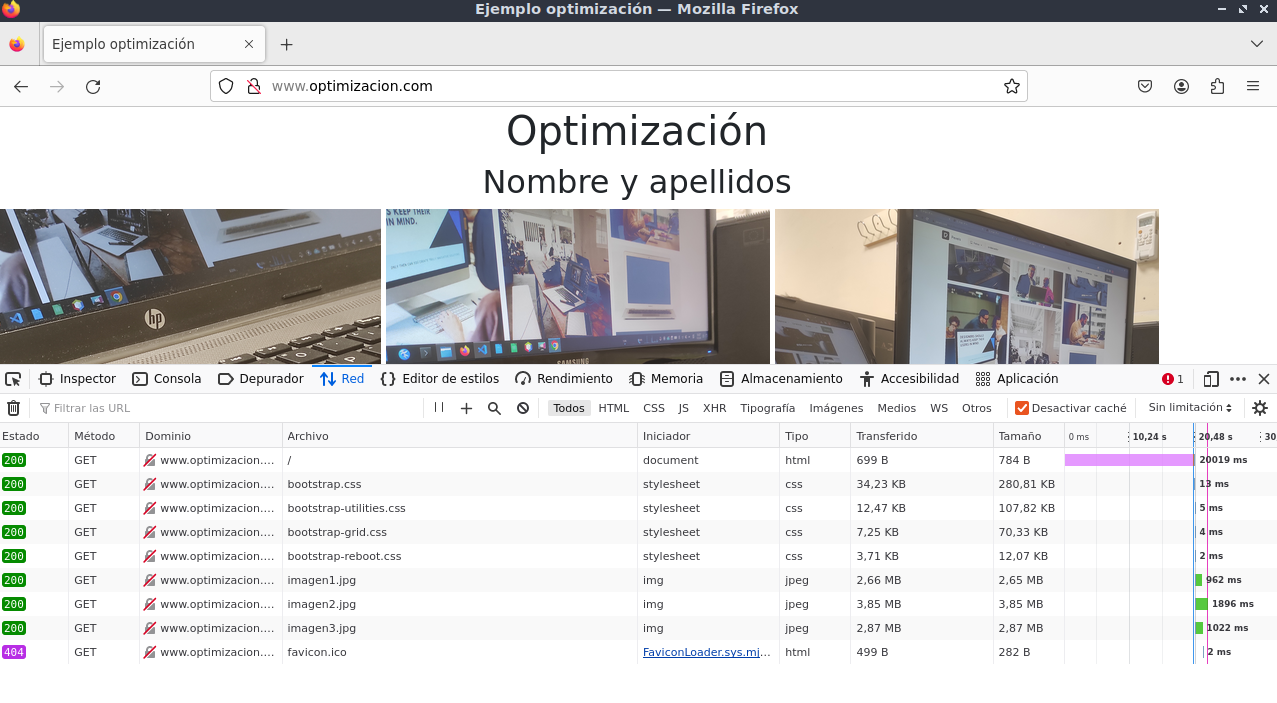 Ejemplo optimización — Mozilla Firefox
Ejemplo optimización
www.optimizacion.com
Optimización
Nombre y apellidos
S KEEP THEIR
IN MIND.
hp
SAMSUNG
Inspector Consola Depurador Red Editor de estilos Rendimiento Memoria Almacenamiento Accesibilidad Aplicación 1
Filtrar las URL Todos HTML CSS JS XHR Tipografía Imágenes Medios WS Otros Desactivar caché Sin limitación
Estado Método Dominio Archivo Iniciador Tipo Transferido Tamaño 0 ms 10,24 s 20,48 s 30
200 GET www.optimizacion.… / document html 699 B 784 B 20019 ms
200 GET www.optimizacion.… bootstrap.css stylesheet css 34,23 KB 280,81 KB 13 ms
200 GET www.optimizacion.… bootstrap-utilities.css stylesheet css 12,47 KB 107,82 KB 5 ms
200 GET www.optimizacion.… bootstrap-grid.css stylesheet css 7,25 KB 70,33 KB 4 ms
200 GET www.optimizacion.… bootstrap-reboot.css stylesheet css 3,71 KB 12,07 KB 2 ms
200 GET www.optimizacion.… imagen1.jpg img jpeg 2,66 MB 2,65 MB 962 ms
200 GET www.optimizacion.… imagen2.jpg img jpeg 3,85 MB 3,85 MB 1896 ms
200 GET www.optimizacion.… imagen3.jpg img jpeg 2,87 MB 2,87 MB 1022 ms
404 GET www.optimizacion.… favicon.ico FaviconLoader.sys.mj… html 499 B 282 B 2 ms